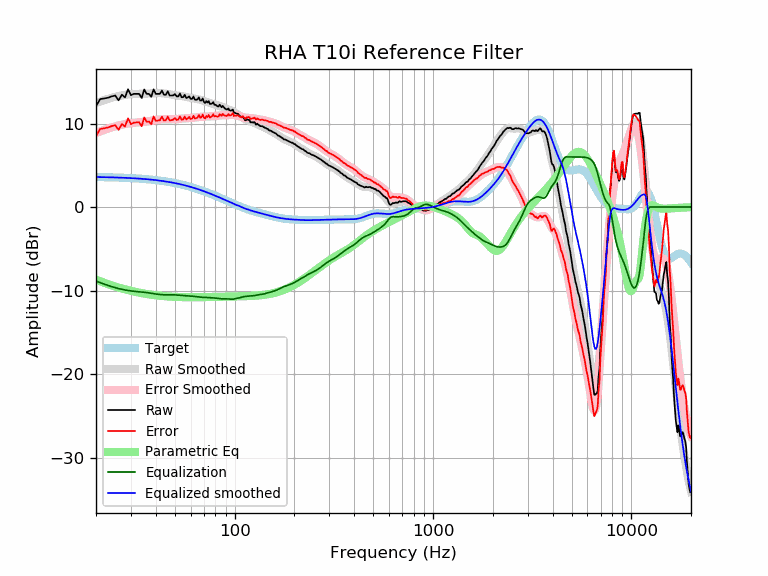 RHA T10i Reference Filter
Amplitude (dBr)
10
0
−10
−20
−30
Target
Raw Smoothed
Error Smoothed
Raw
Error
Parametric Eq
Equalization
Equalized smoothed
100
1000
10000
Frequency (Hz)